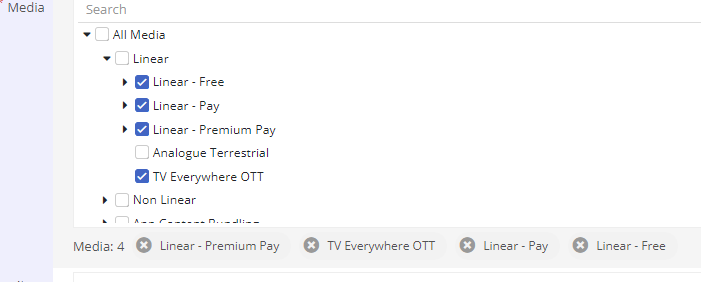 * Media
Search
All Media
Linear
Linear - Free
Linear - Pay
Linear - Premium Pay
Analogue Terrestrial
TV Everywhere OTT
Non Linear
App Content Bundling
Media: 4 Linear - Premium Pay TV Everywhere OTT Linear - Pay Linear - Free